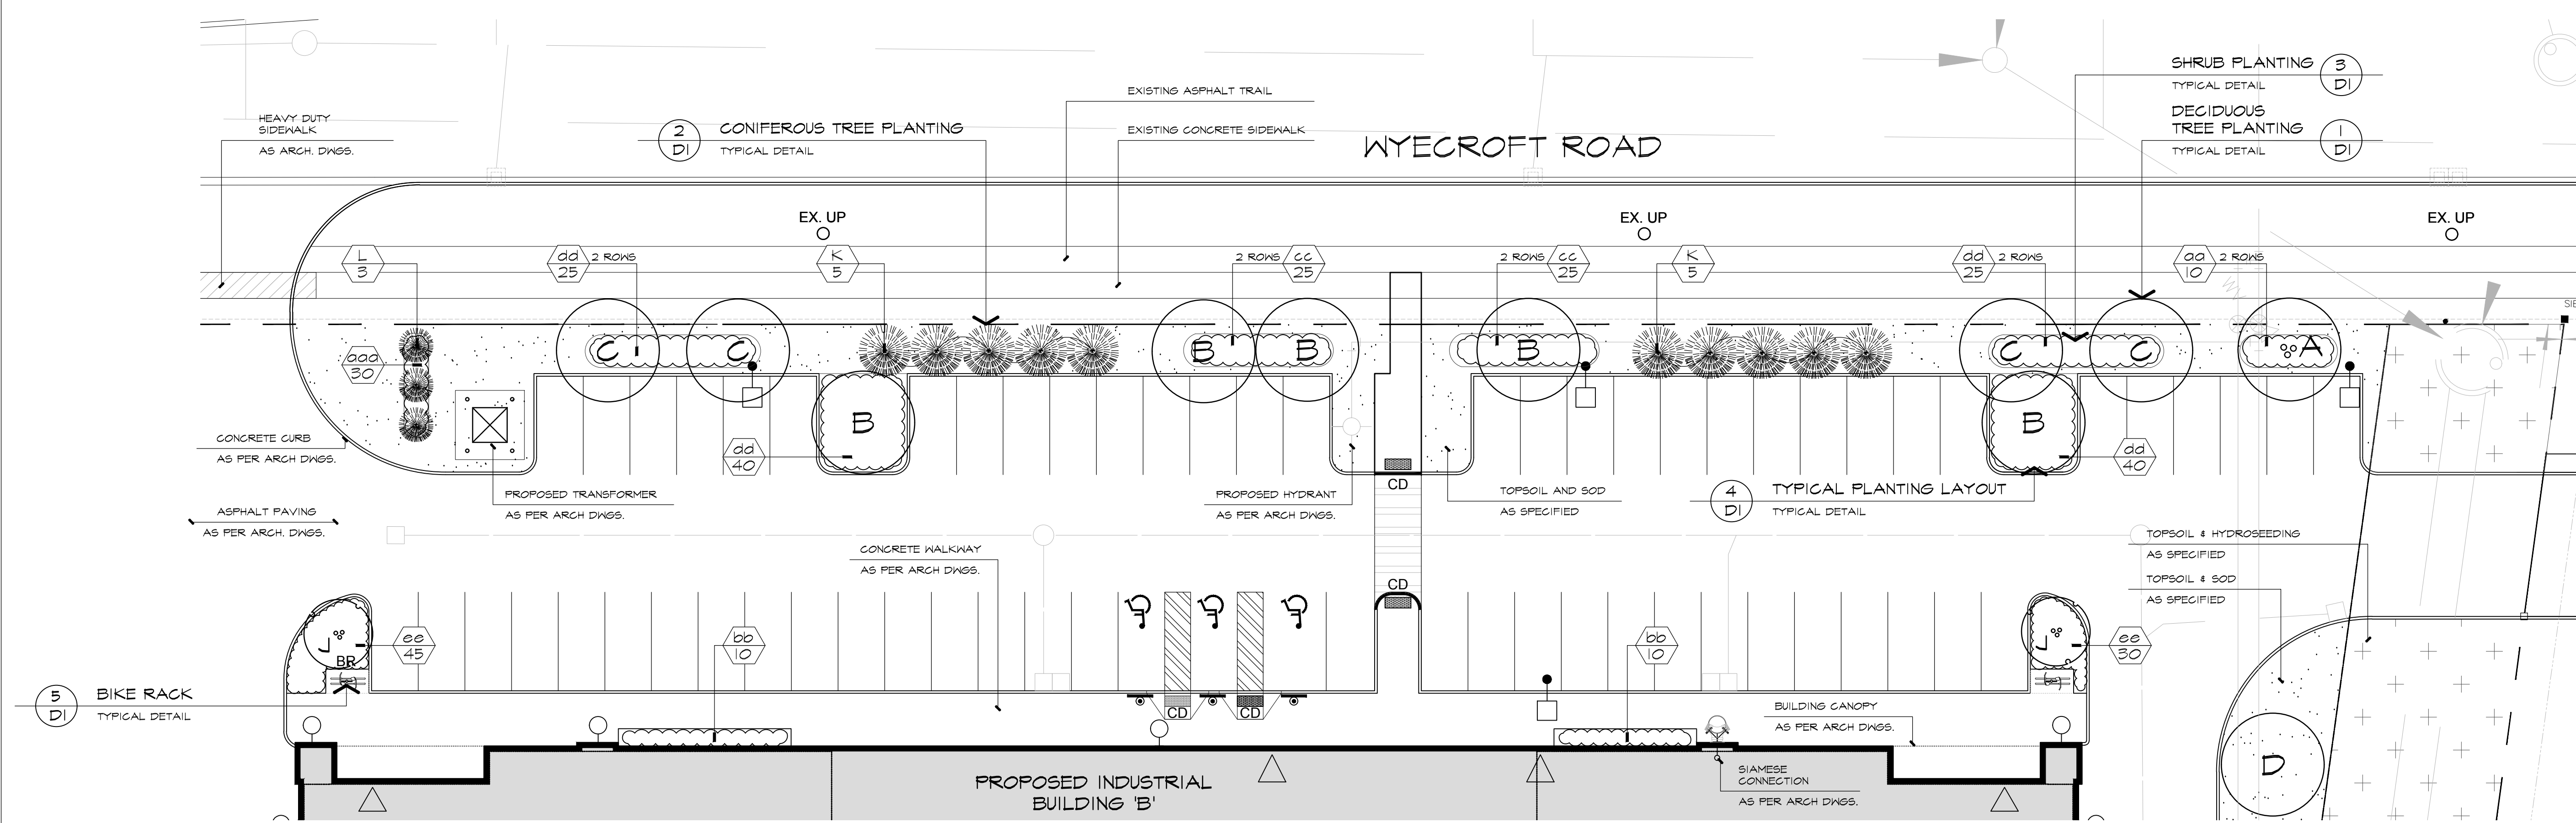 SHRUB PLANTING
3
D1
TYPICAL DETAIL
EXISTING ASPHALT TRAIL
HEAVY DUTY
SIDEWALK
AS ARCH. DWGS.
2
D1
CONIFEROUS TREE PLANTING
TYPICAL DETAIL
EXISTING CONCRETE SIDEWALK
WYECROFT ROAD
DECIDUOUS
TREE PLANTING
1
D1
TYPICAL DETAIL
EX. UP
EX. UP
EX. UP
L
3
dd
25
2 ROWS
K
5
2 ROWS
cc
25
2 ROWS
cc
25
K
5
dd
25
2 ROWS
aa
10
2 ROWS
SIE
aaa
30
C
C
B
B
B
C
C
A
B
B
CONCRETE CURB
AS PER ARCH DWGS.
dd
40
dd
40
CD
PROPOSED TRANSFORMER
AS PER ARCH DWGS.
PROPOSED HYDRANT
AS PER ARCH DWGS.
TOPSOIL AND SOD
AS SPECIFIED
4
D1
TYPICAL PLANTING LAYOUT
TYPICAL DETAIL
ASPHALT PAVING
AS PER ARCH. DWGS.
CONCRETE WALKWAY
AS PER ARCH DWGS.
TOPSOIL & HYDROSEEDING
AS SPECIFIED
TOPSOIL & SOD
AS SPECIFIED
CD
J
BR
ee
45
bb
10
bb
10
J
ee
30
5
D1
BIKE RACK
TYPICAL DETAIL
CD
CD
BUILDING CANOPY
AS PER ARCH DWGS.
PROPOSED INDUSTRIAL
BUILDING 'B'
SIAMESE
CONNECTION
AS PER ARCH DWGS.
D